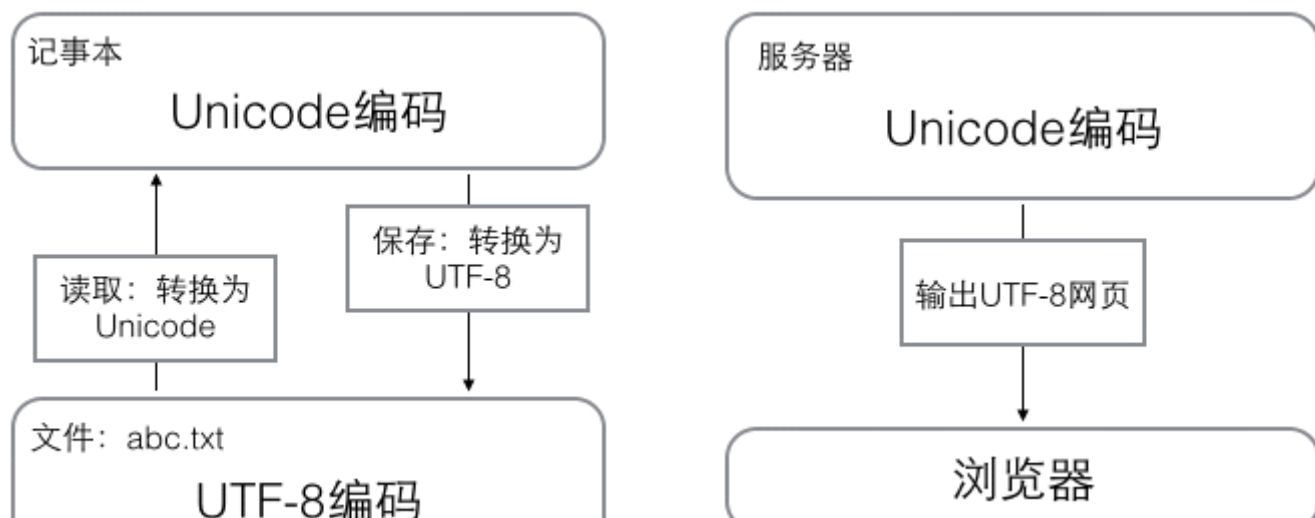 记事本
Unicode编码
读取：转换为
Unicode
保存：转换为
UTF-8
文件：abc.txt
UTF-8编码
服务器
Unicode编码
输出UTF-8网页
浏览器